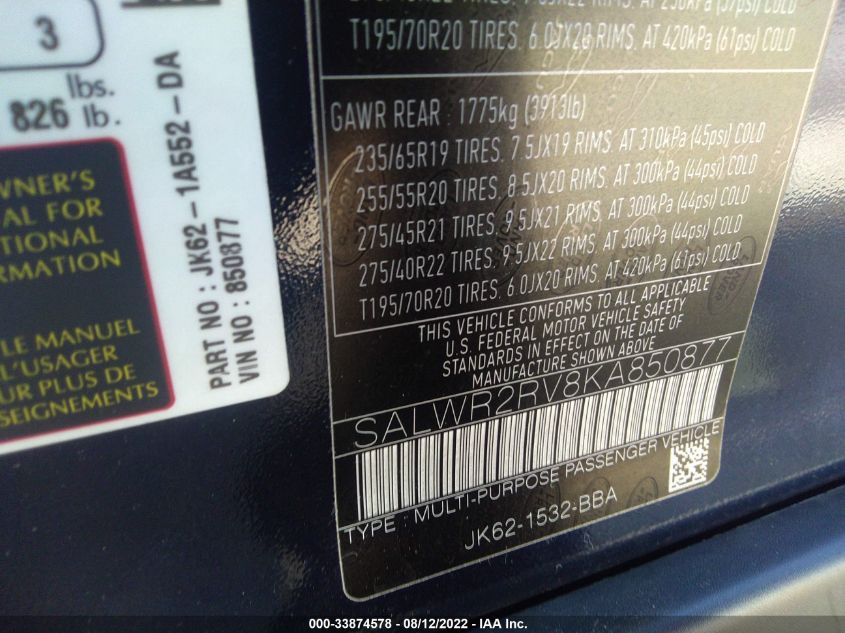 3
lbs.
826 lb.
WNER'S
AL FOR
TIONAL
RMATION
LE MANUEL
L'USAGER
UR PLUS DE
SEIGNEMENTS
PART NO : JK62-1A552-DA
VIN NO : 850877
T195/70R20 TIRES. 6.0JX20 RIMS. AT 420kPa (61psi) COLD
GAWR REAR : 1775kg (3913lb)
235/65R19 TIRES. 7.5JX19 RIMS. AT 310kPa (45psi) COLD
255/55R20 TIRES. 8.5JX20 RIMS. AT 300kPa (44psi) COLD
275/45R21 TIRES. 9.5JX21 RIMS. AT 300kPa (44psi) COLD
275/40R22 TIRES. 9.5JX22 RIMS. AT 300kPa (44psi) COLD
T195/70R20 TIRES. 6.0JX20 RIMS. AT 420kPa (61psi) COLD
THIS VEHICLE CONFORMS TO ALL APPLICABLE
U.S. FEDERAL MOTOR VEHICLE SAFETY
STANDARDS IN EFFECT ON THE DATE OF
MANUFACTURE SHOWN ABOVE
SALWR2RV8KA850877
TYPE : MULTI-PURPOSE PASSENGER VEHICLE
JK62-1532-BBA
000-33874578 - 08/12/2022 - IAA Inc.